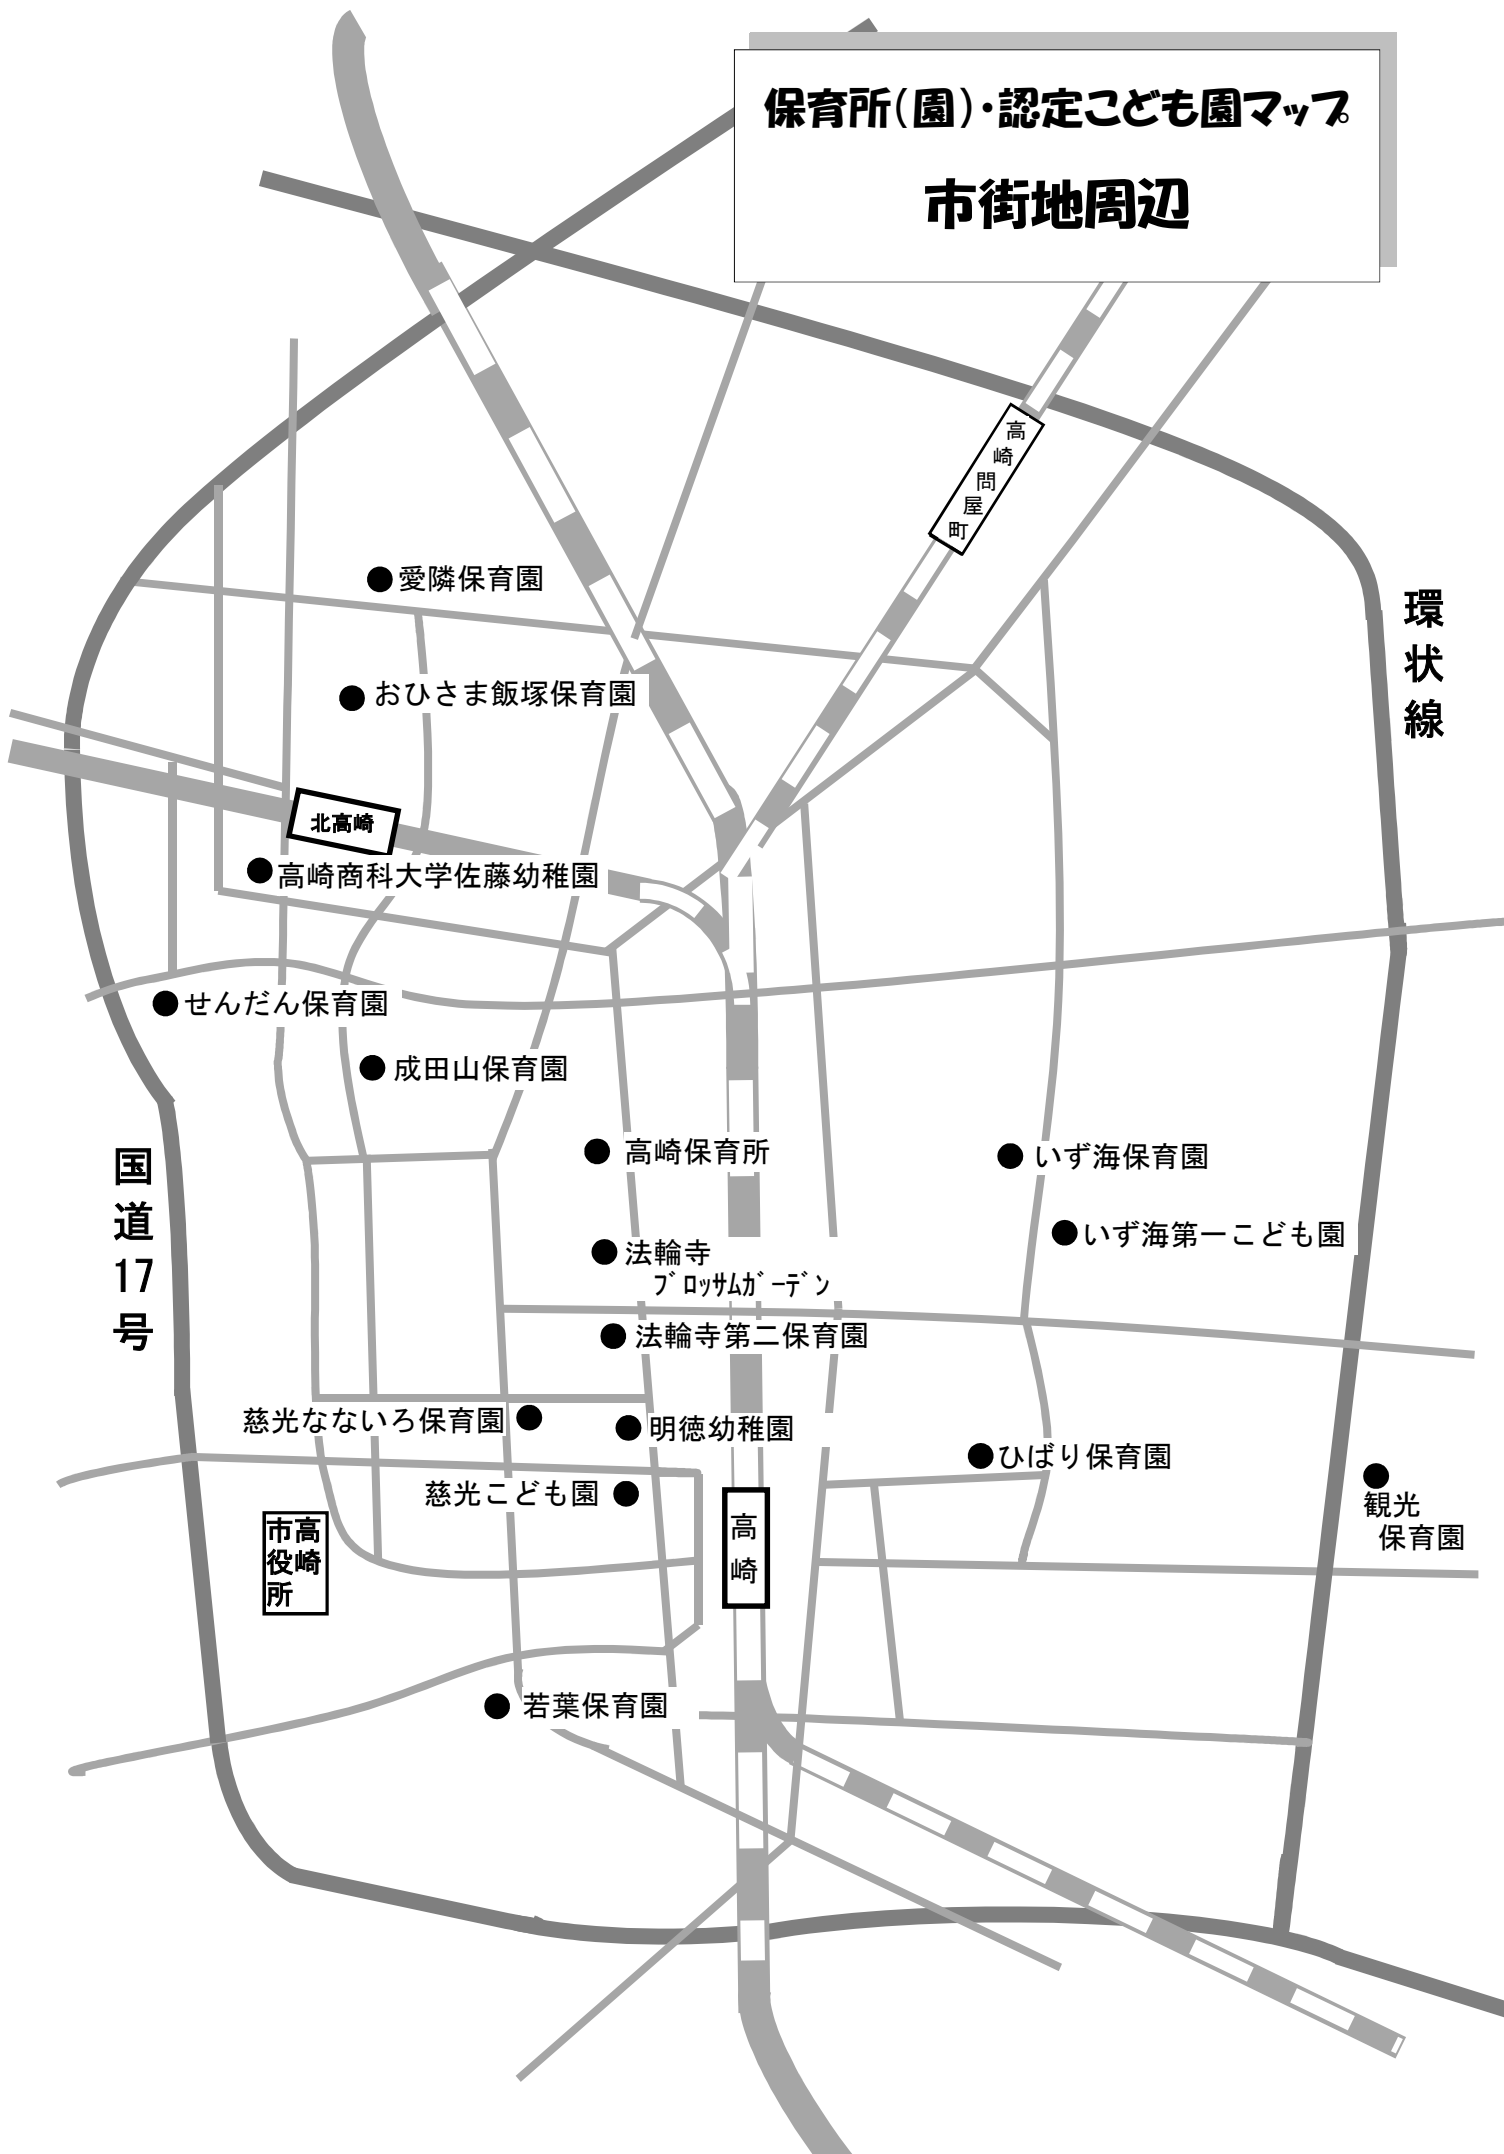 保育所(園)・認定こども園マップ
市街地周辺
高崎問屋町
愛隣保育園
環状線
おひさま飯塚保育園
北高崎
高崎商科大学佐藤幼稚園
せんだん保育園
成田山保育園
国道17号
高崎保育所
いず海保育園
いず海第一こども園
法輪寺
ブロッサムガーデン
法輪寺第二保育園
慈光なないろ保育園
明徳幼稚園
ひばり保育園
慈光こども園
観光
保育園
高崎
高崎
市役所
若葉保育園